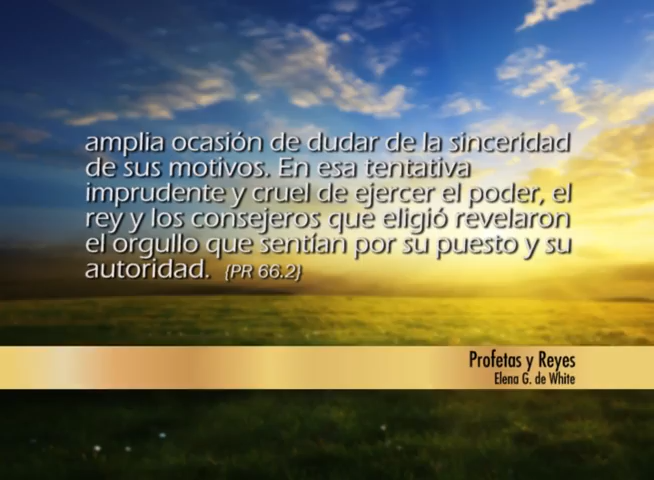 amplia ocasión de dudar de la sinceridad
de sus motivos. En esa tentativa
imprudente y cruel de ejercer el poder, el
rey y los consejeros que eligió revelaron
el orgullo que sentían por su puesto y su
autoridad. {PR 66.2}
Profetas y Reyes
Elena G. de White